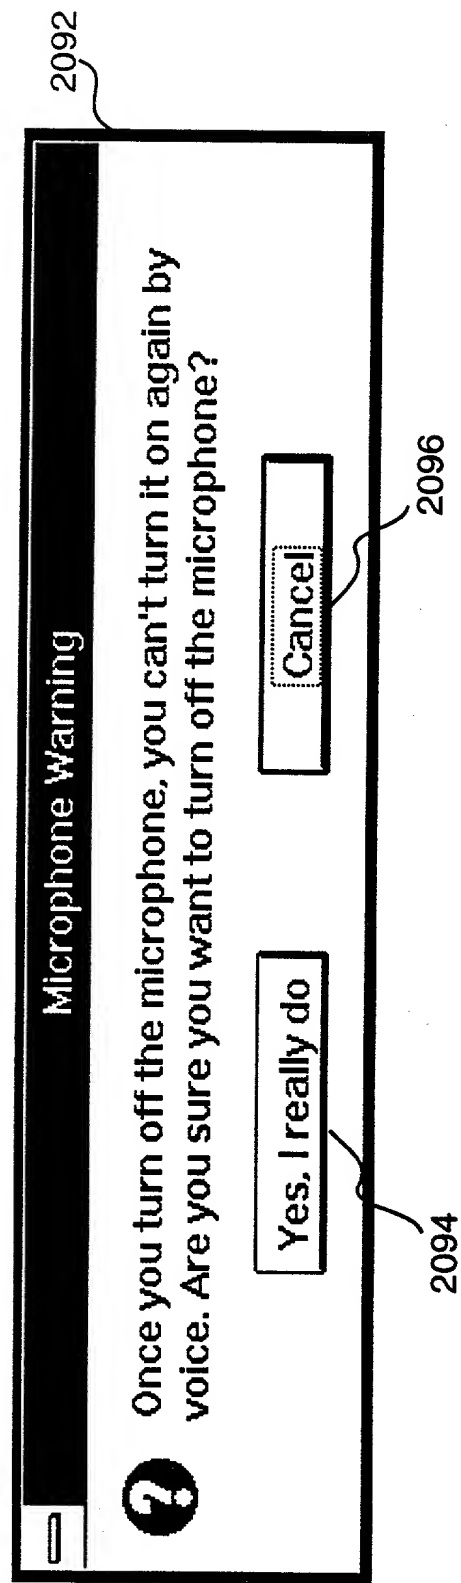 2092
Microphone Warning
Once you turn off the microphone, you can't turn it on again by
voice. Are you sure you want to turn off the microphone?
Yes, I really do
Cancel
2094
2096